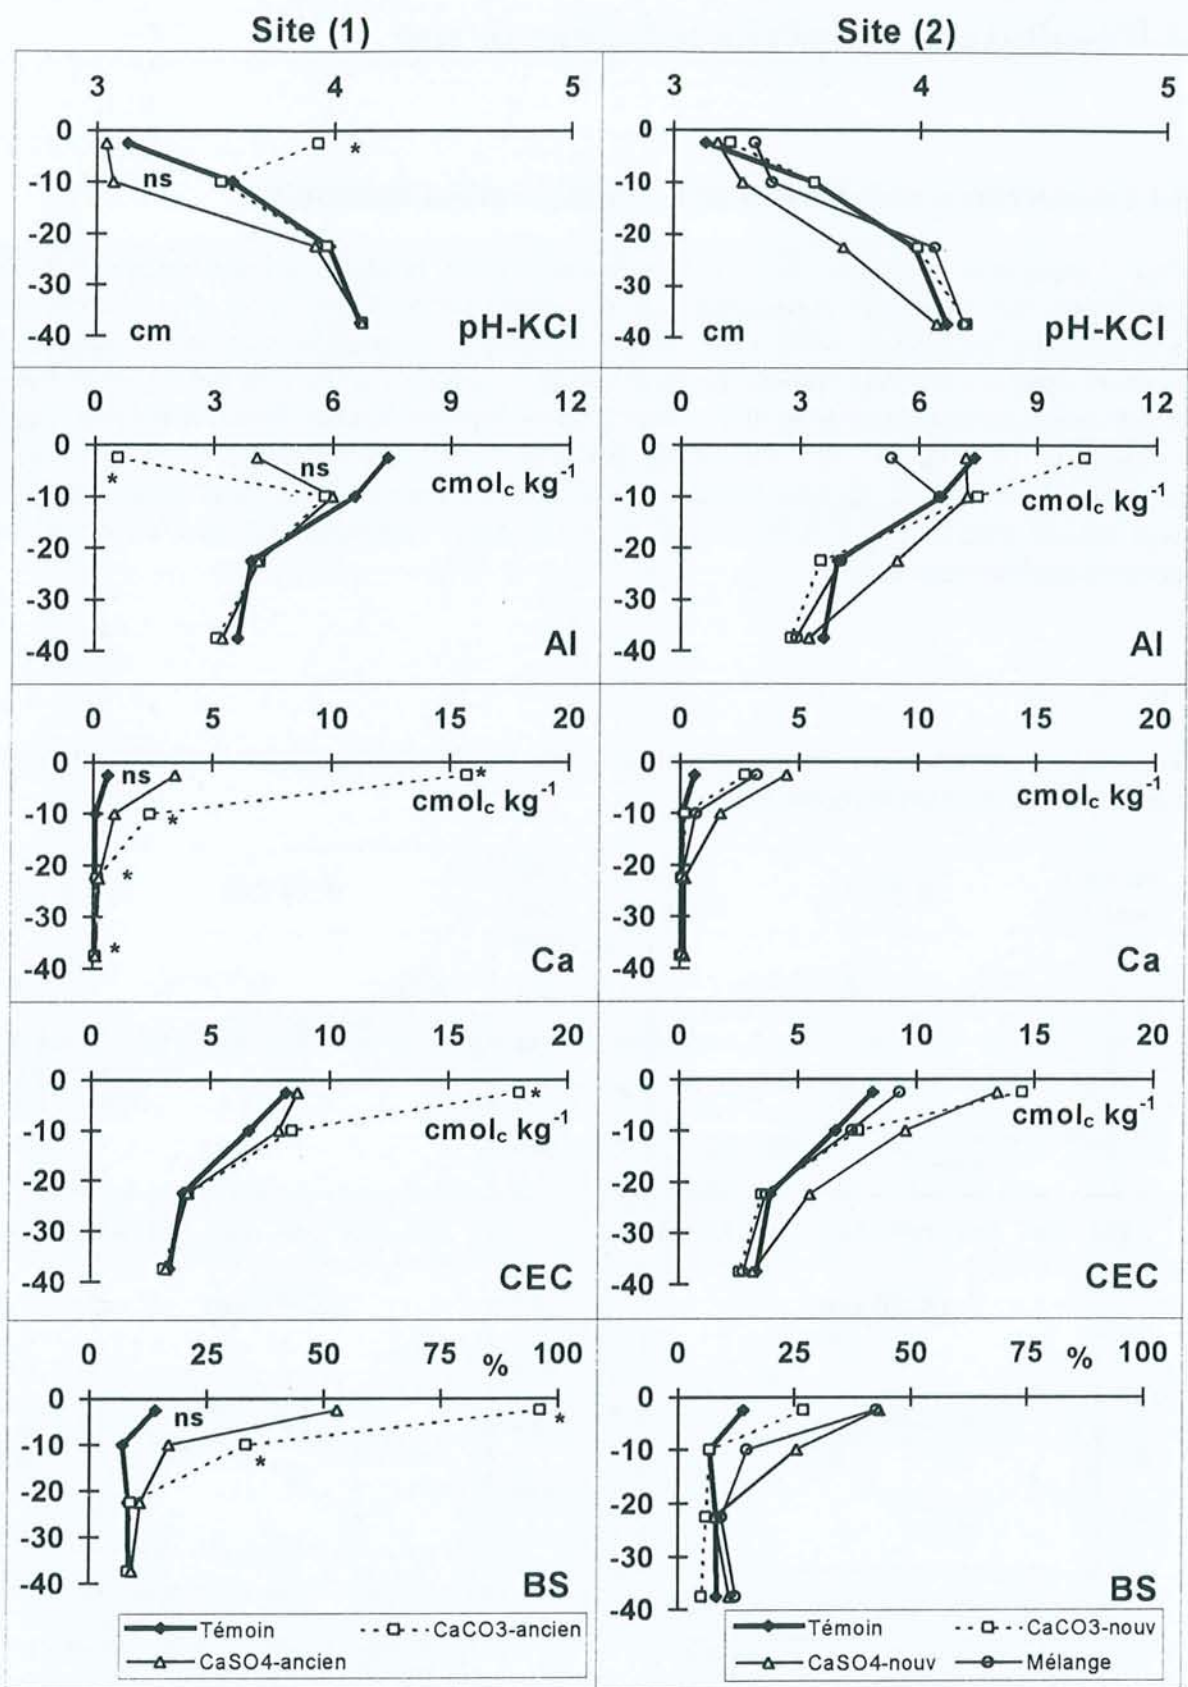 Site (1) Site (2)
3 4 5 3 4 5
0 0
* 
-10 ns -10
-20 -20
-30 -30
-40 cm pH-KCl -40 cm pH-KCl
0 3 6 9 12 0 3 6 9 12
0 0
ns cmolc kg-1
*
-10 -10 cmolc kg-1
-20 -20
-30 -30
-40 Al -40 Al
0 5 10 15 20 0 5 10 15 20
0 ns * 0
cmolc kg-1 cmolc kg-1
-10 * -10
-20 * -20
-30 -30
-40 * Ca -40 Ca
0 5 10 15 20 0 5 10 15 20
0 * 0
-10 cmolc kg-1 -10 cmolc kg-1
-20 -20
-30 -30
-40 CEC -40 CEC
0 25 50 75 % 100 0 25 50 75 % 100
0 ns * 0
-10 * -10
-20 -20
-30 -30
-40 BS -40 BS
Témoin CaCO3-ancien Témoin CaCO3-nouv
CaSO4-ancien CaSO4-nouv Mélange